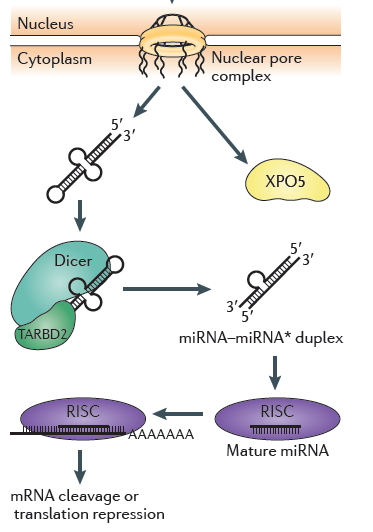 Nucleus
Cytoplasm
Nuclear pore
complex
5′
3′
XPO5
Dicer
TARBD2
5′
3′
3′
5′
miRNA–miRNA* duplex
RISC
AAAAAAA
RISC
Mature miRNA
mRNA cleavage or
translation repression